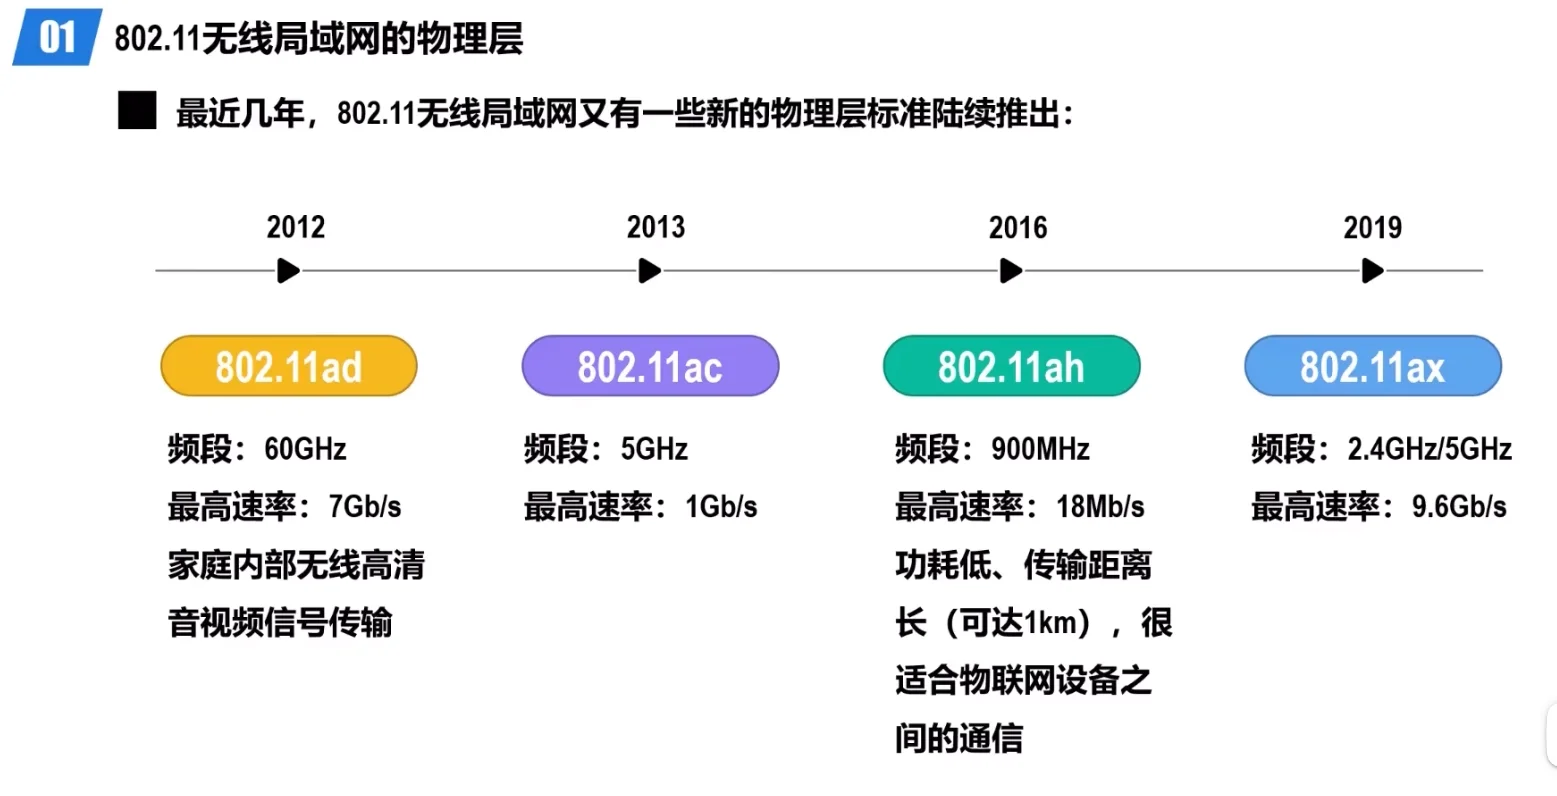 01 802.11无线局域网的物理层
最近几年，802.11无线局域网又有一些新的物理层标准陆续推出：
2012
2013
2016
2019
802.11ad
频段：60GHz
最高速率：7Gb/s
家庭内部无线高清
音视频信号传输
802.11ac
频段：5GHz
最高速率：1Gb/s
802.11ah
频段：900MHz
最高速率：18Mb/s
功耗低、传输距离
长（可达1km），很
适合物联网设备之
间的通信
802.11ax
频段：2.4GHz/5GHz
最高速率：9.6Gb/s